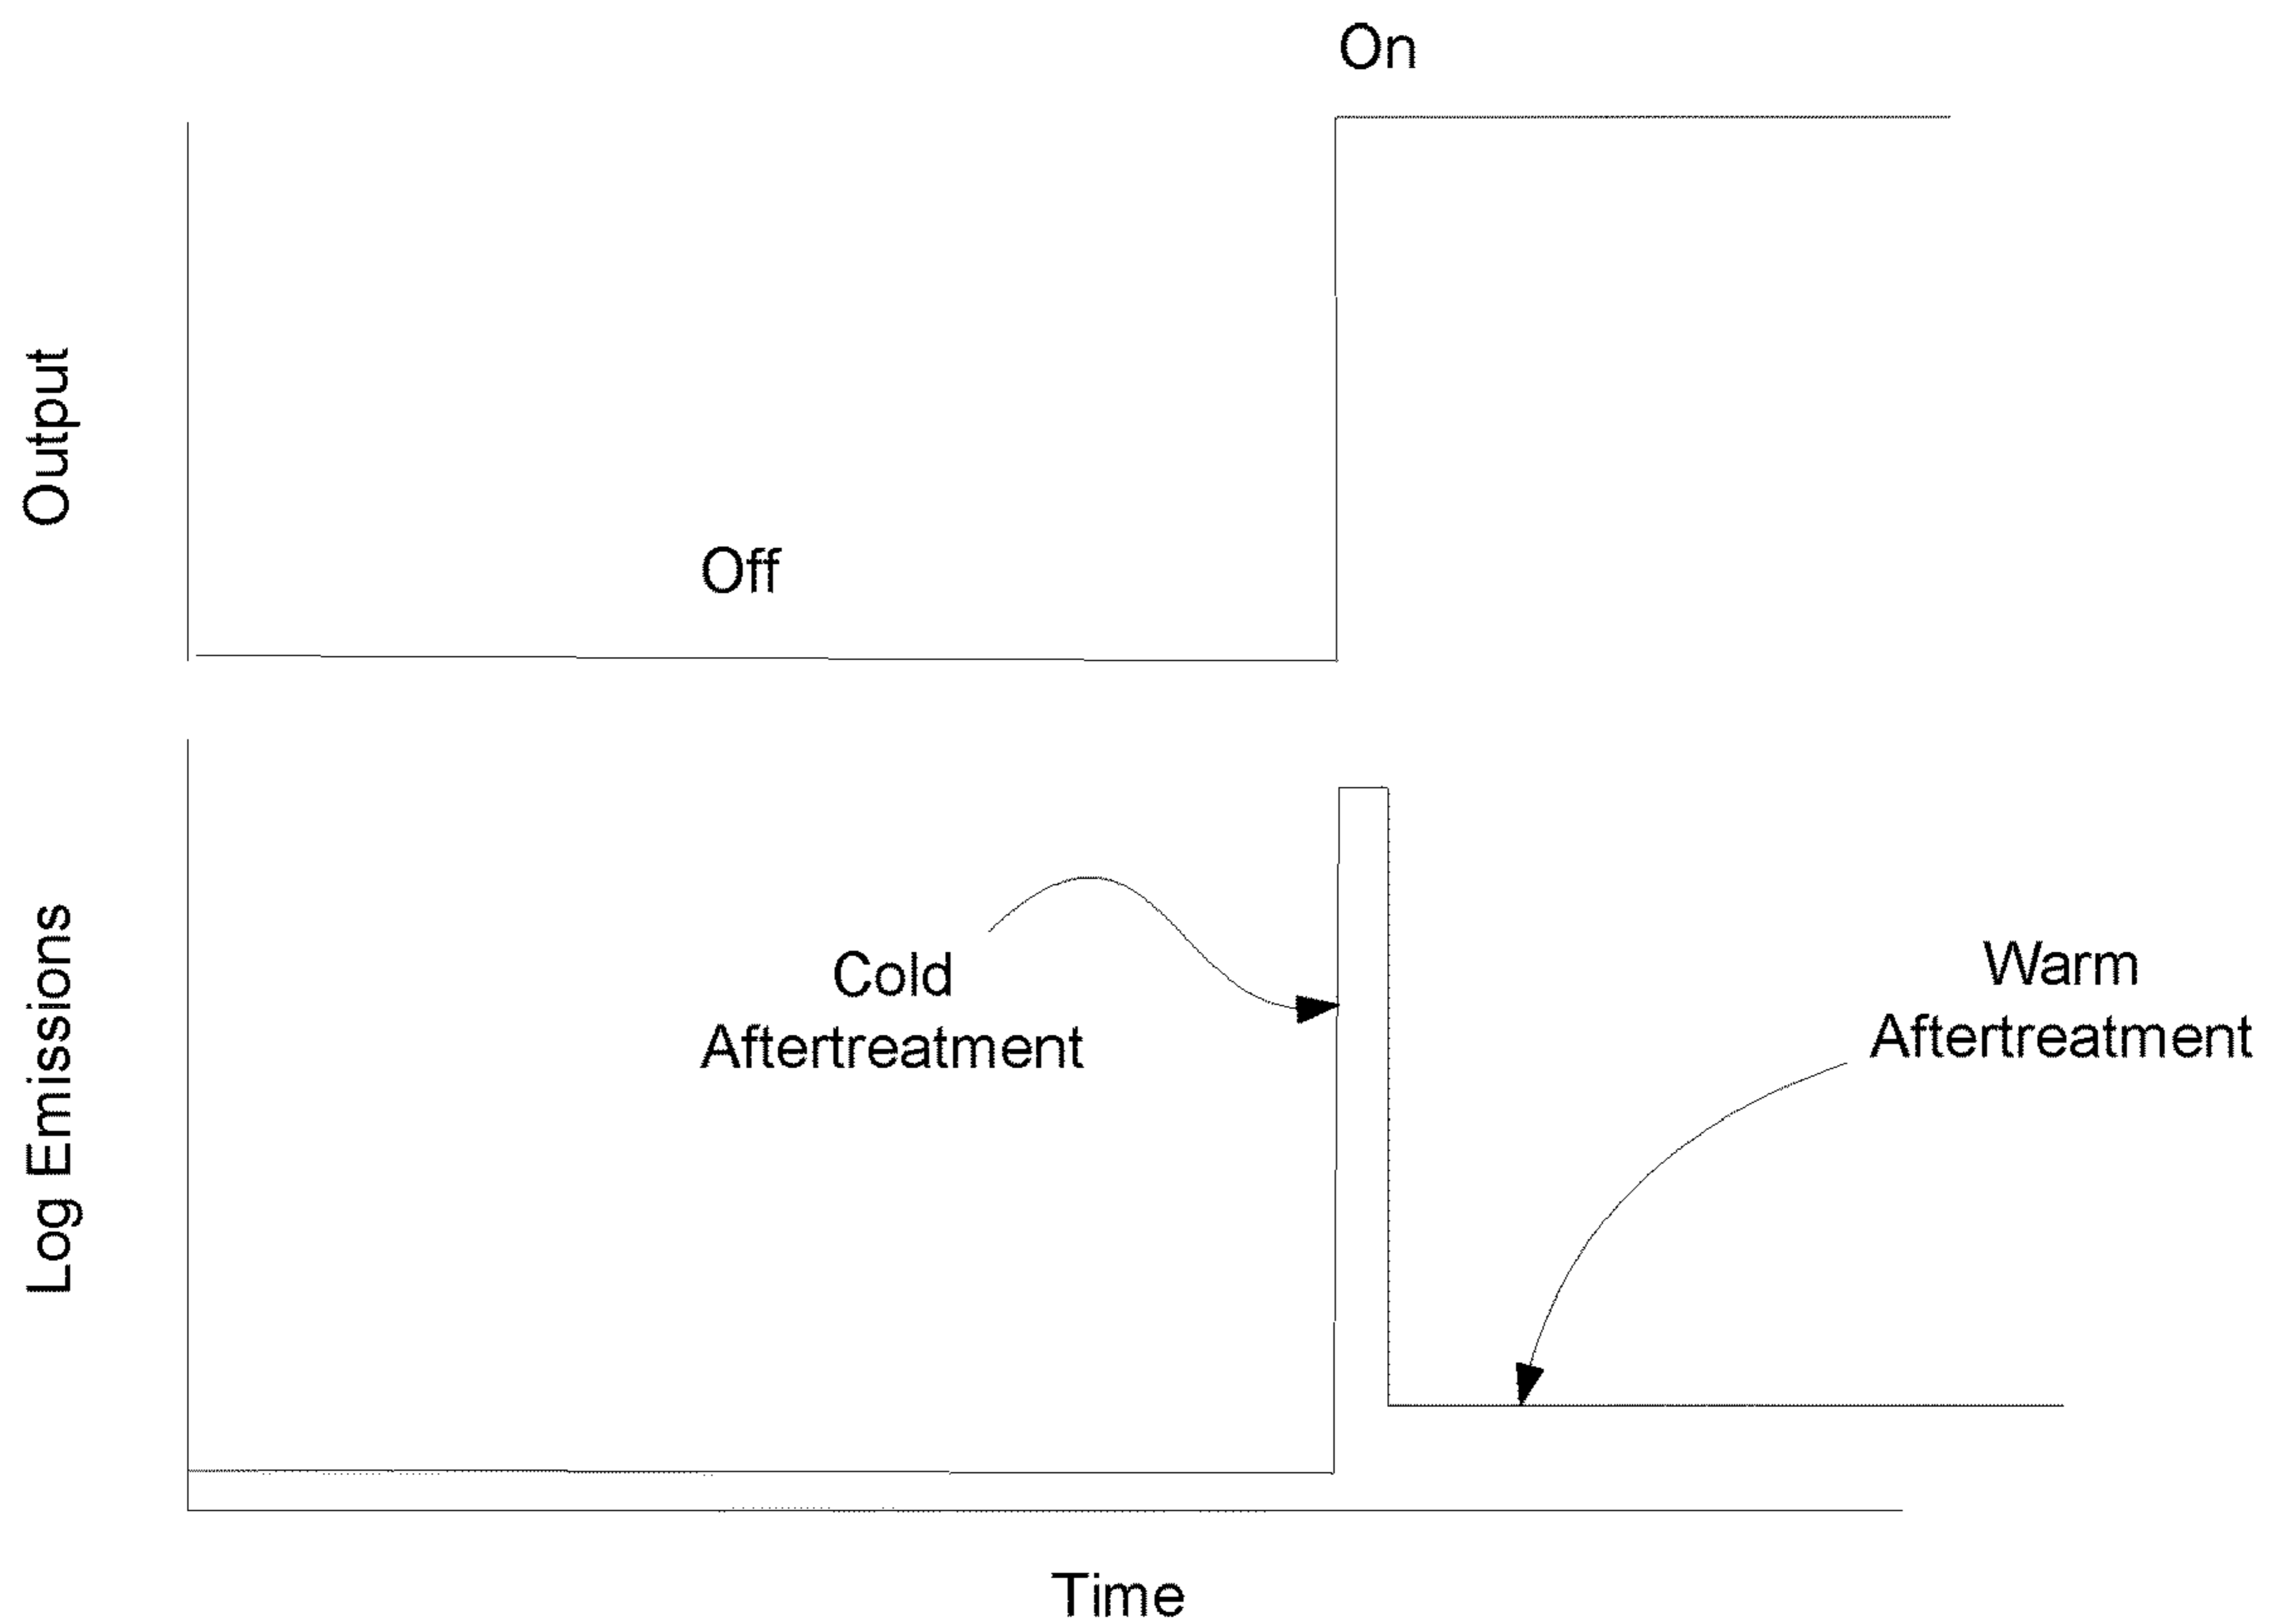 On
Output
Off
Log Emissions
Cold
Aftertreatment
Warm
Aftertreatment
Time